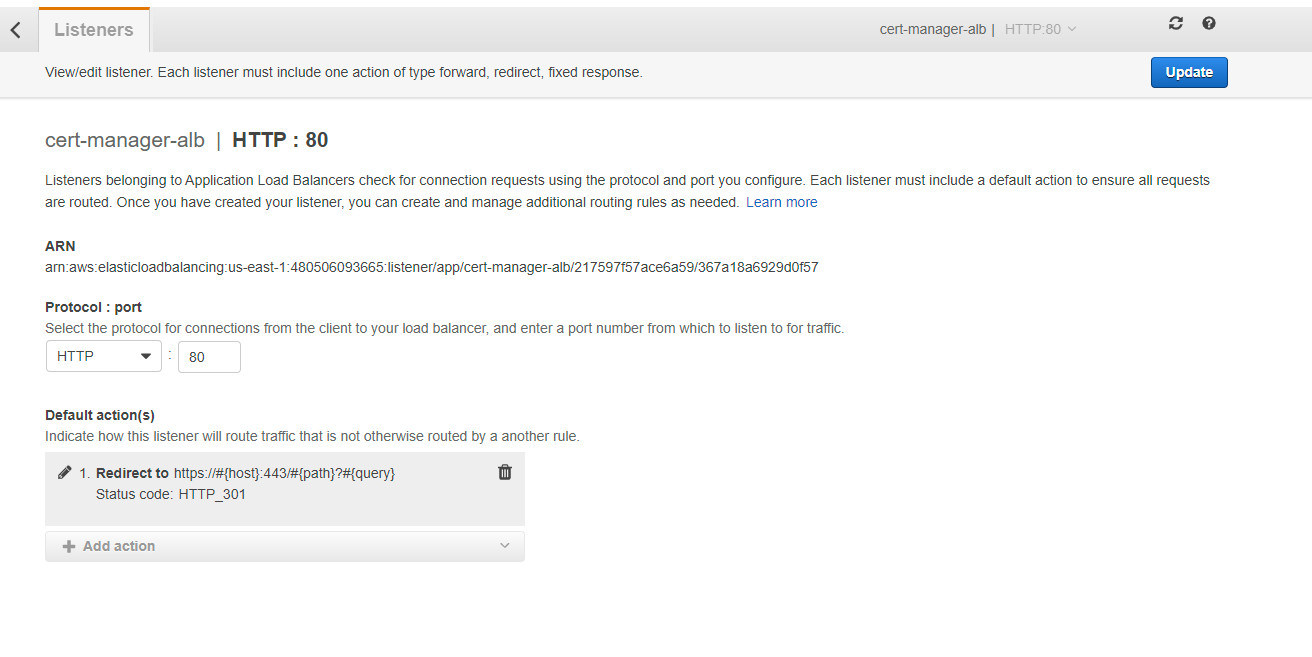 Listeners
cert-manager-alb | HTTP:80
View/edit listener. Each listener must include one action of type forward, redirect, fixed response.
Update
cert-manager-alb | HTTP : 80
Listeners belonging to Application Load Balancers check for connection requests using the protocol and port you configure. Each listener must include a default action to ensure all requests
are routed. Once you have created your listener, you can create and manage additional routing rules as needed. Learn more
ARN
arn:aws:elasticloadbalancing:us-east-1:480506093665:listener/app/cert-manager-alb/217597f57ace6a59/367a18a6929d0f57
Protocol : port
Select the protocol for connections from the client to your load balancer, and enter a port number from which to listen to for traffic.
HTTP : 80
Default action(s)
Indicate how this listener will route traffic that is not otherwise routed by a another rule.
1. Redirect to https://#{host}:443/#{path}?#{query}
Status code: HTTP_301
Add action